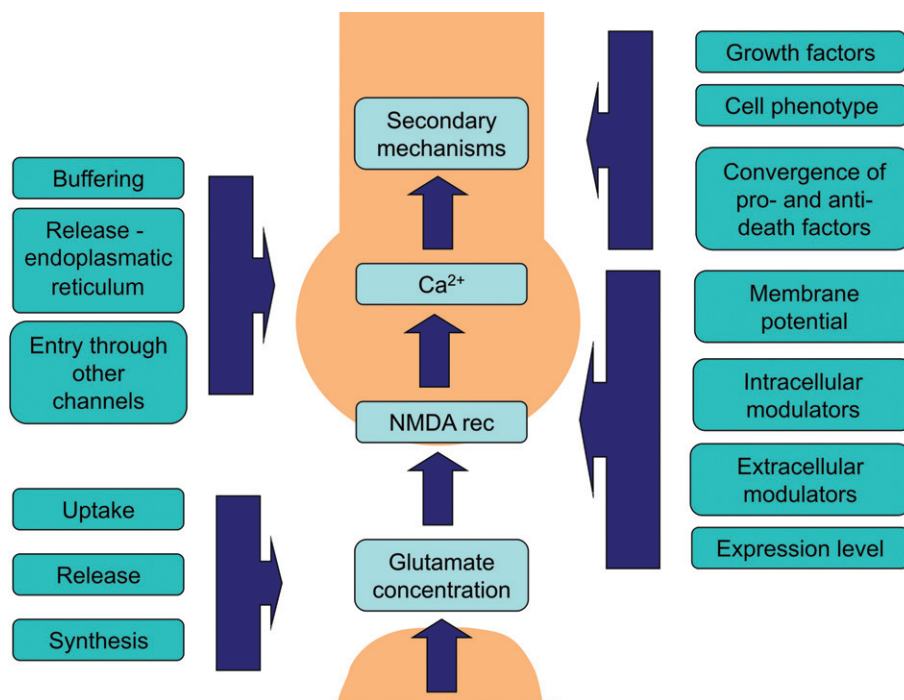 Growth factors
Cell phenotype
Convergence of
pro- and anti-
death factors
Secondary
mechanisms
Buffering
Release -
endoplasmatic
reticulum
Entry through
other
channels
Ca²⁺
Membrane
potential
Intracellular
modulators
NMDA rec
Extracellular
modulators
Expression level
Uptake
Release
Synthesis
Glutamate
concentration